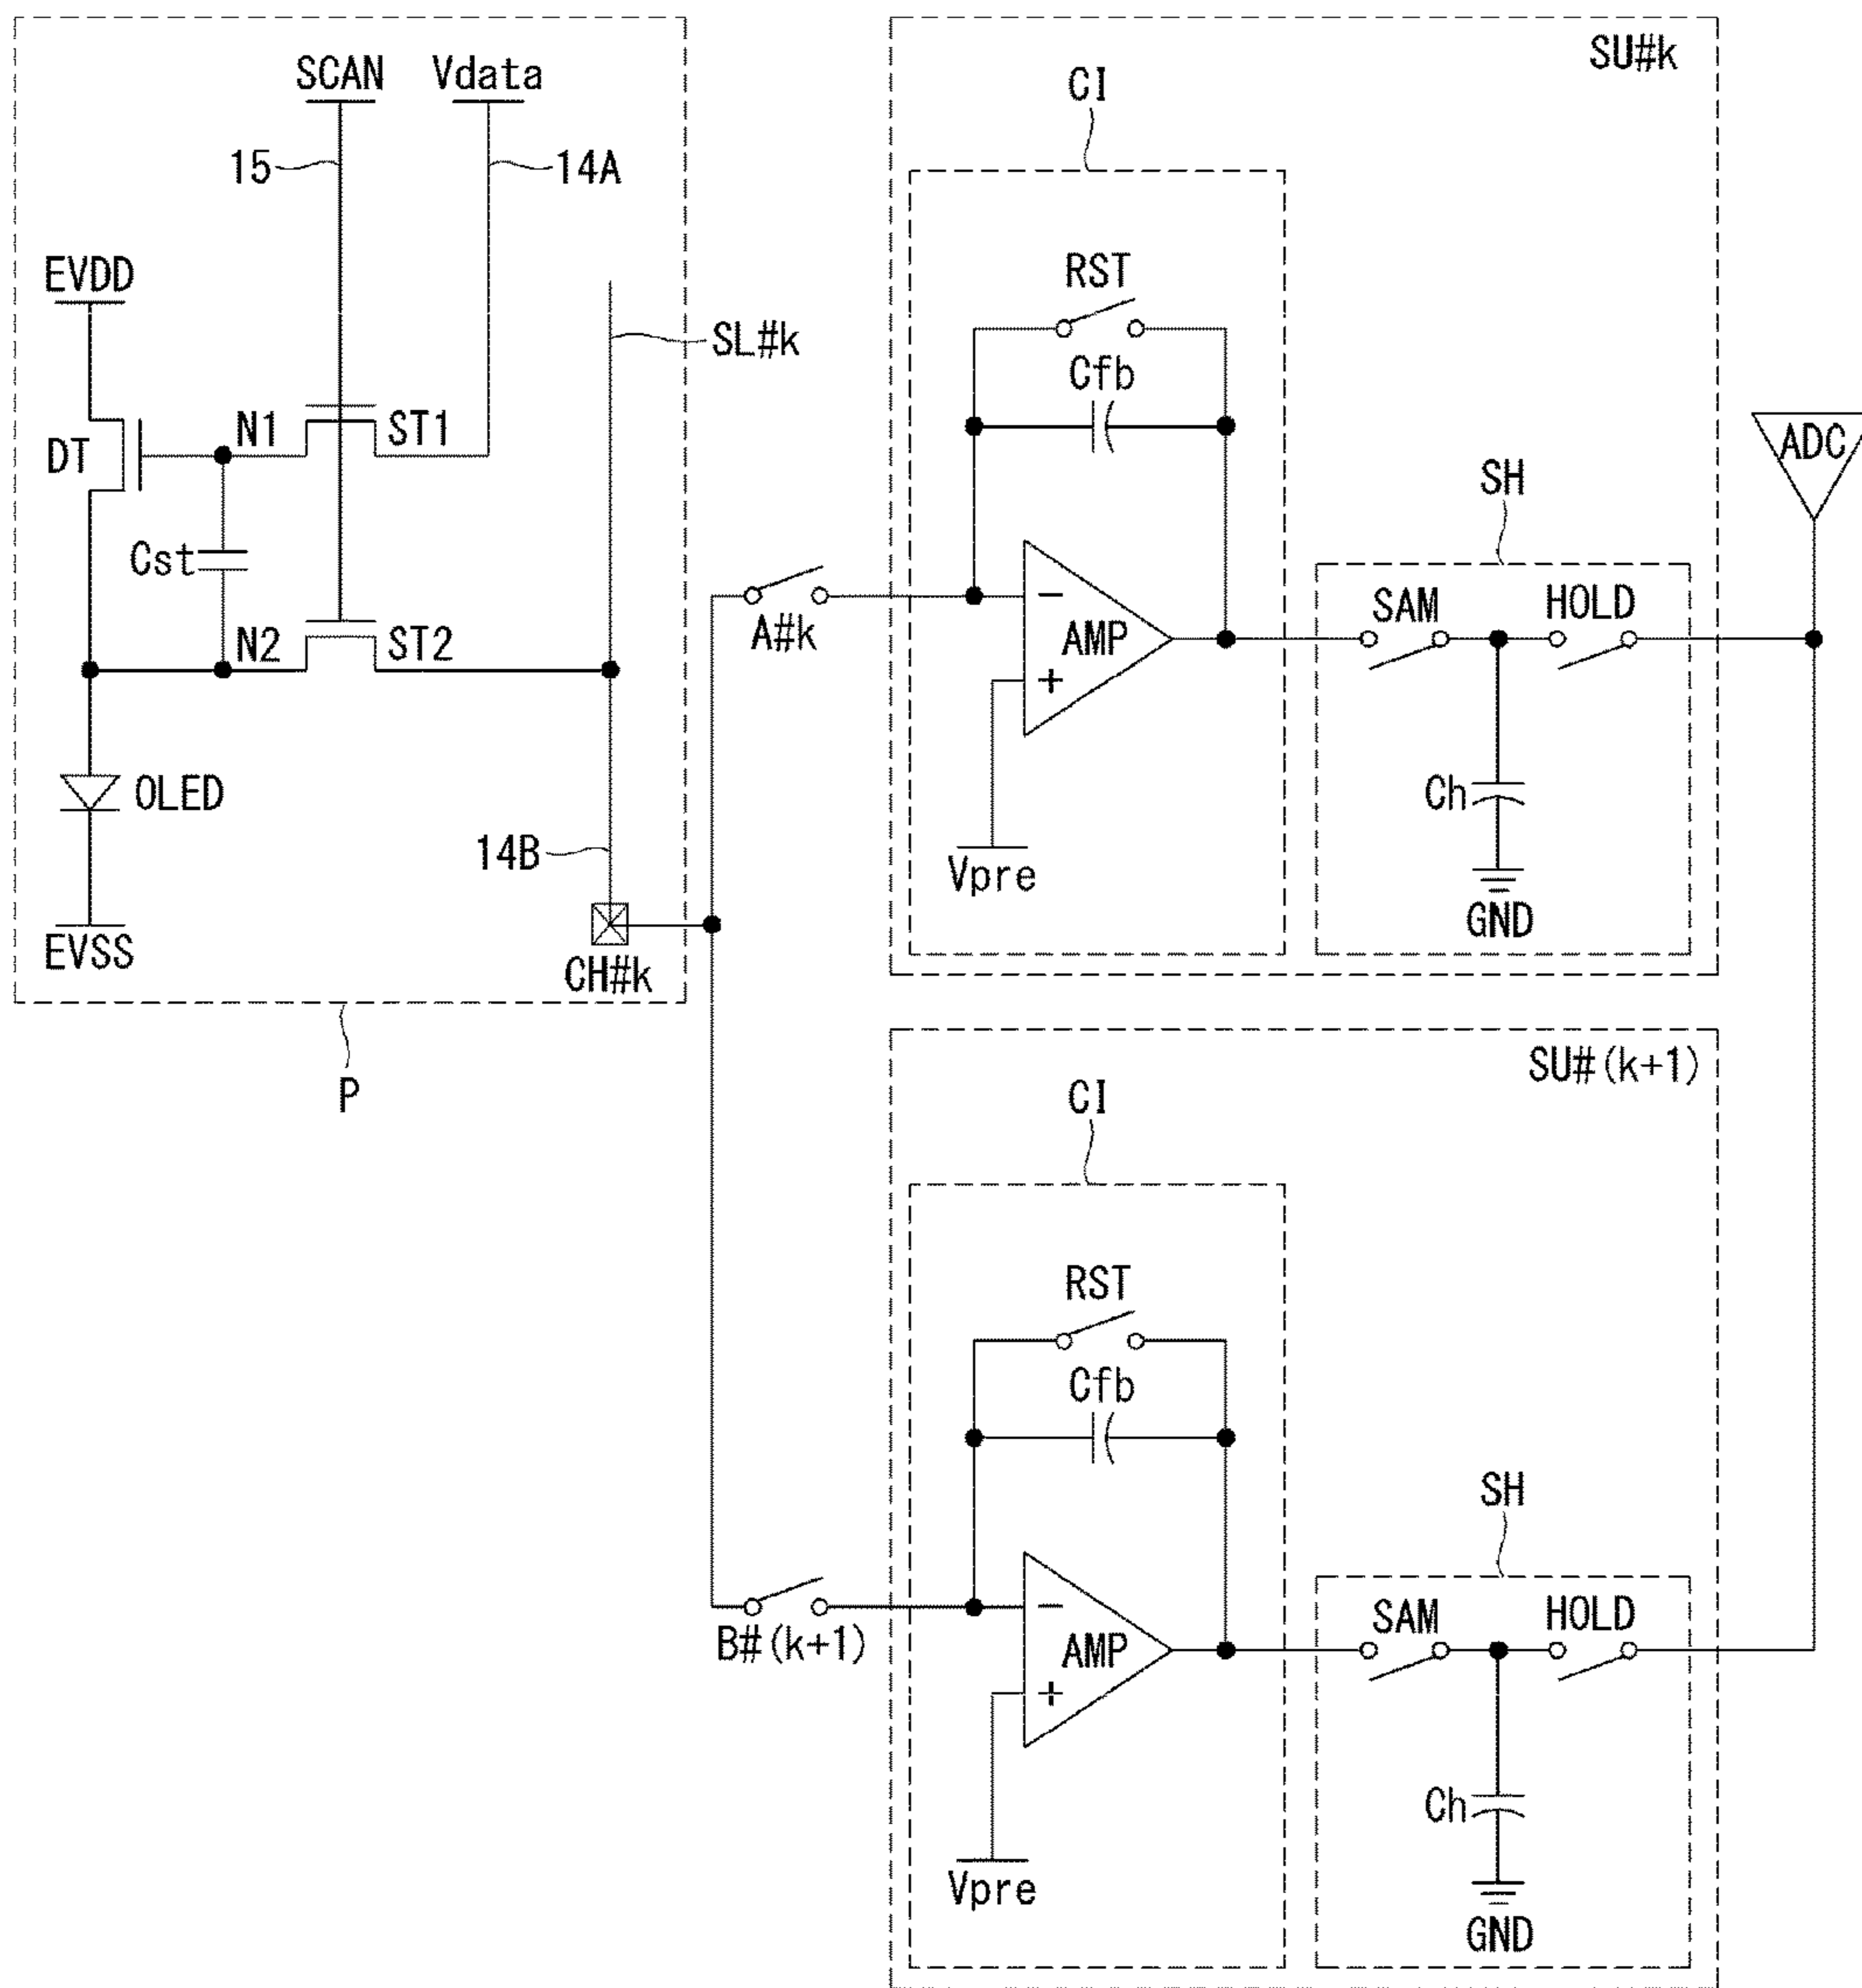 SU#k
SCAN Vdata
CI
15
14A
EVDD
RST
SL#k
Cfb
N1
ST1
DT
ADC
SH
Cst
SAM HOLD
A#k
−
AMP
+
N2
ST2
OLED
Ch
14B
Vpre
GND
EVSS
CH#k
P
SU#(k+1)
CI
RST
Cfb
SH
SAM HOLD
B#(k+1)
−
AMP
+
Ch
Vpre
GND